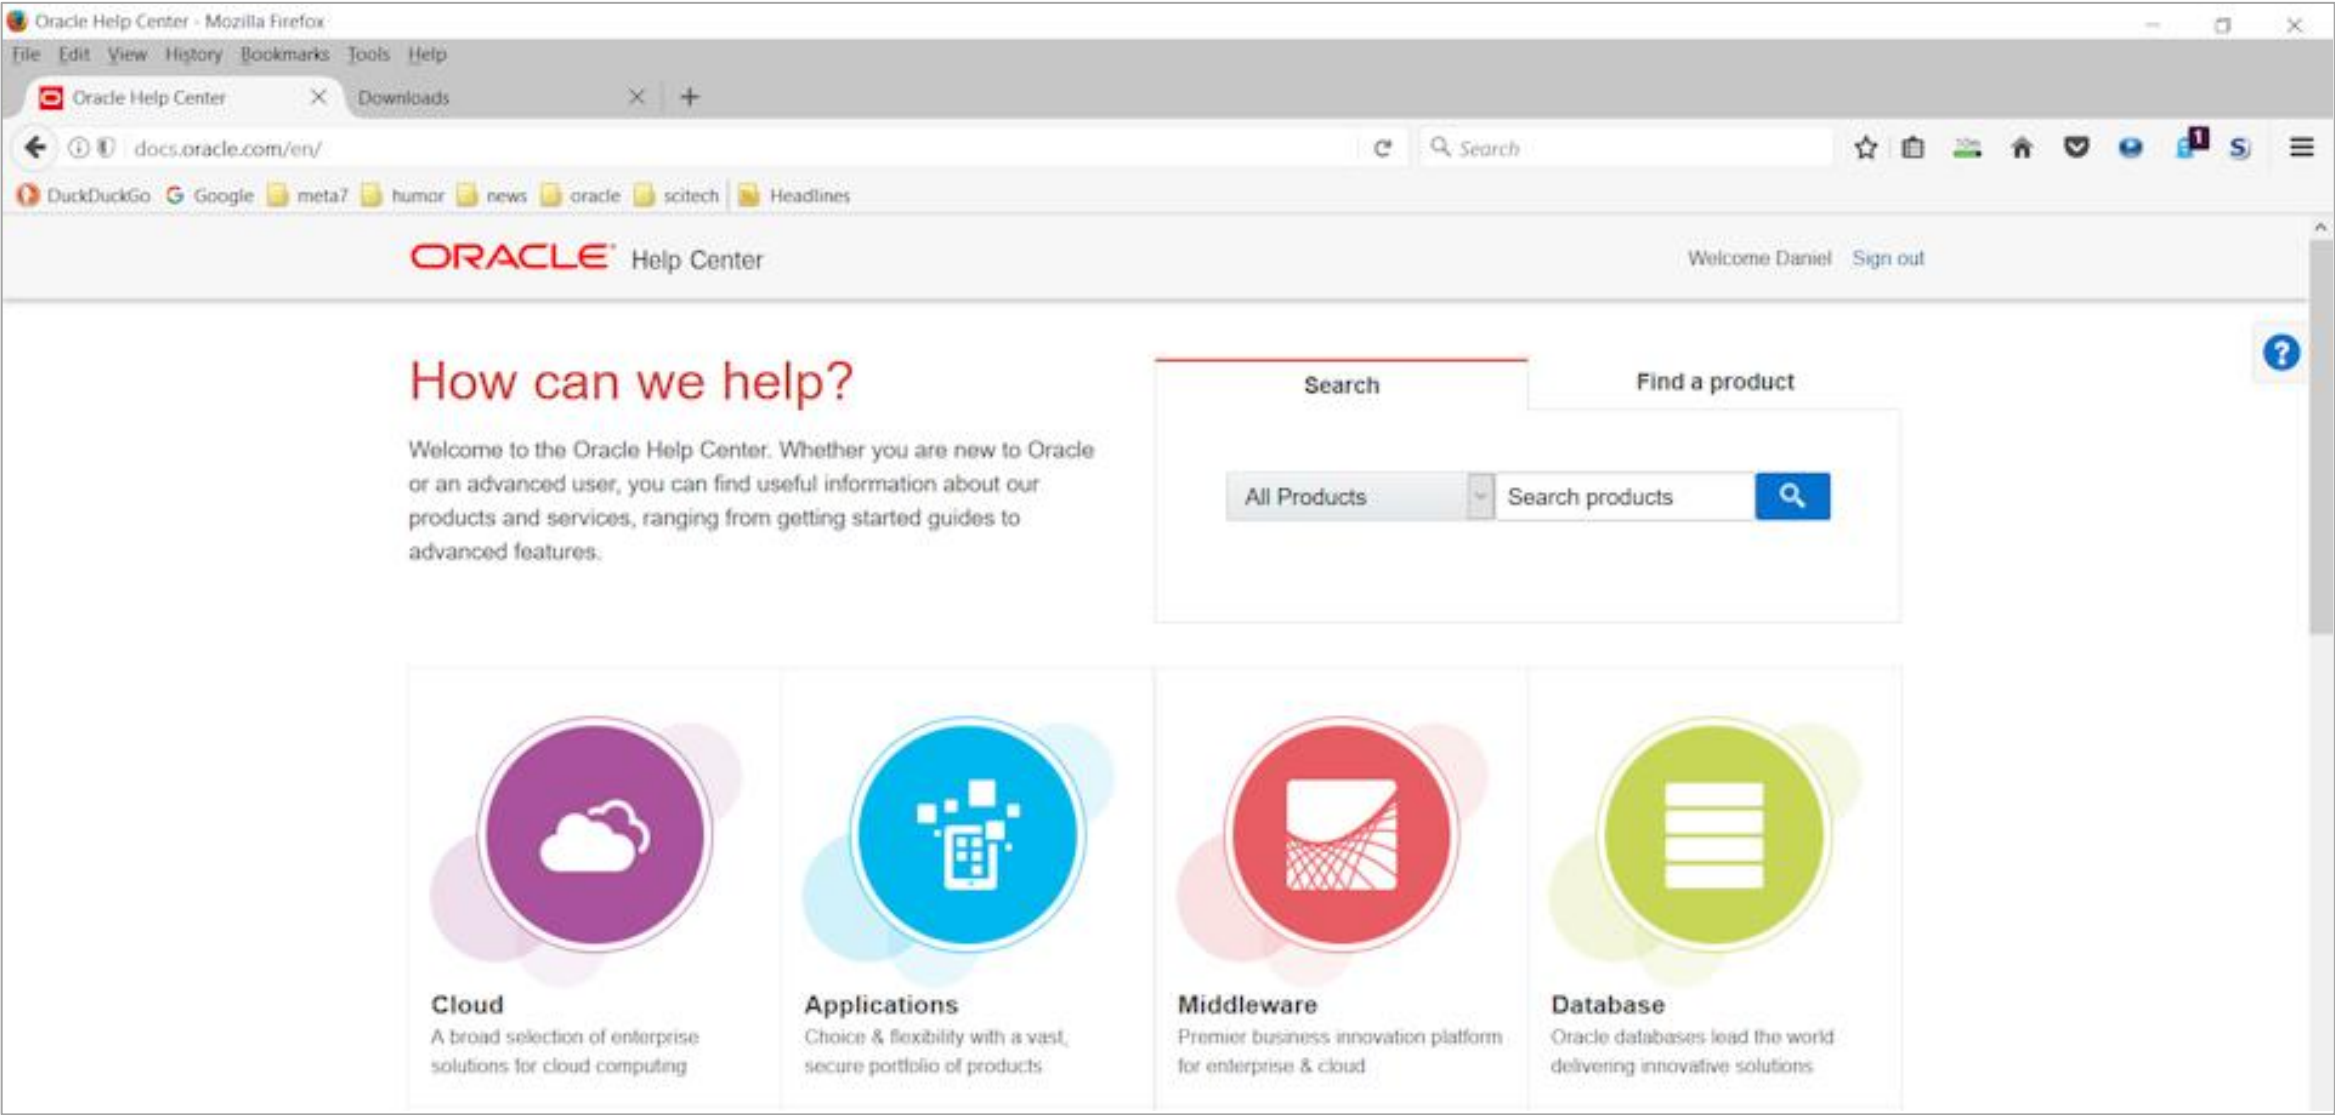 Oracle Help Center - Mozilla Firefox
File Edit View History Bookmarks Tools Help
Oracle Help Center Downloads
docs.oracle.com/en/ Search 1 S
DuckDuckGo G Google meta7 humor news oracle scitech Headlines
ORACLE Help Center Welcome Daniel Sign out
How can we help?
Welcome to the Oracle Help Center. Whether you are new to Oracle
or an advanced user, you can find useful information about our
products and services, ranging from getting started guides to
advanced features.
Search Find a product
All Products Search products
?
Cloud
A broad selection of enterprise
solutions for cloud computing
Applications
Choice & flexibility with a vast,
secure portfolio of products
Middleware
Premier business innovation platform
for enterprise & cloud
Database
Oracle databases lead the world
delivering innovative solutions